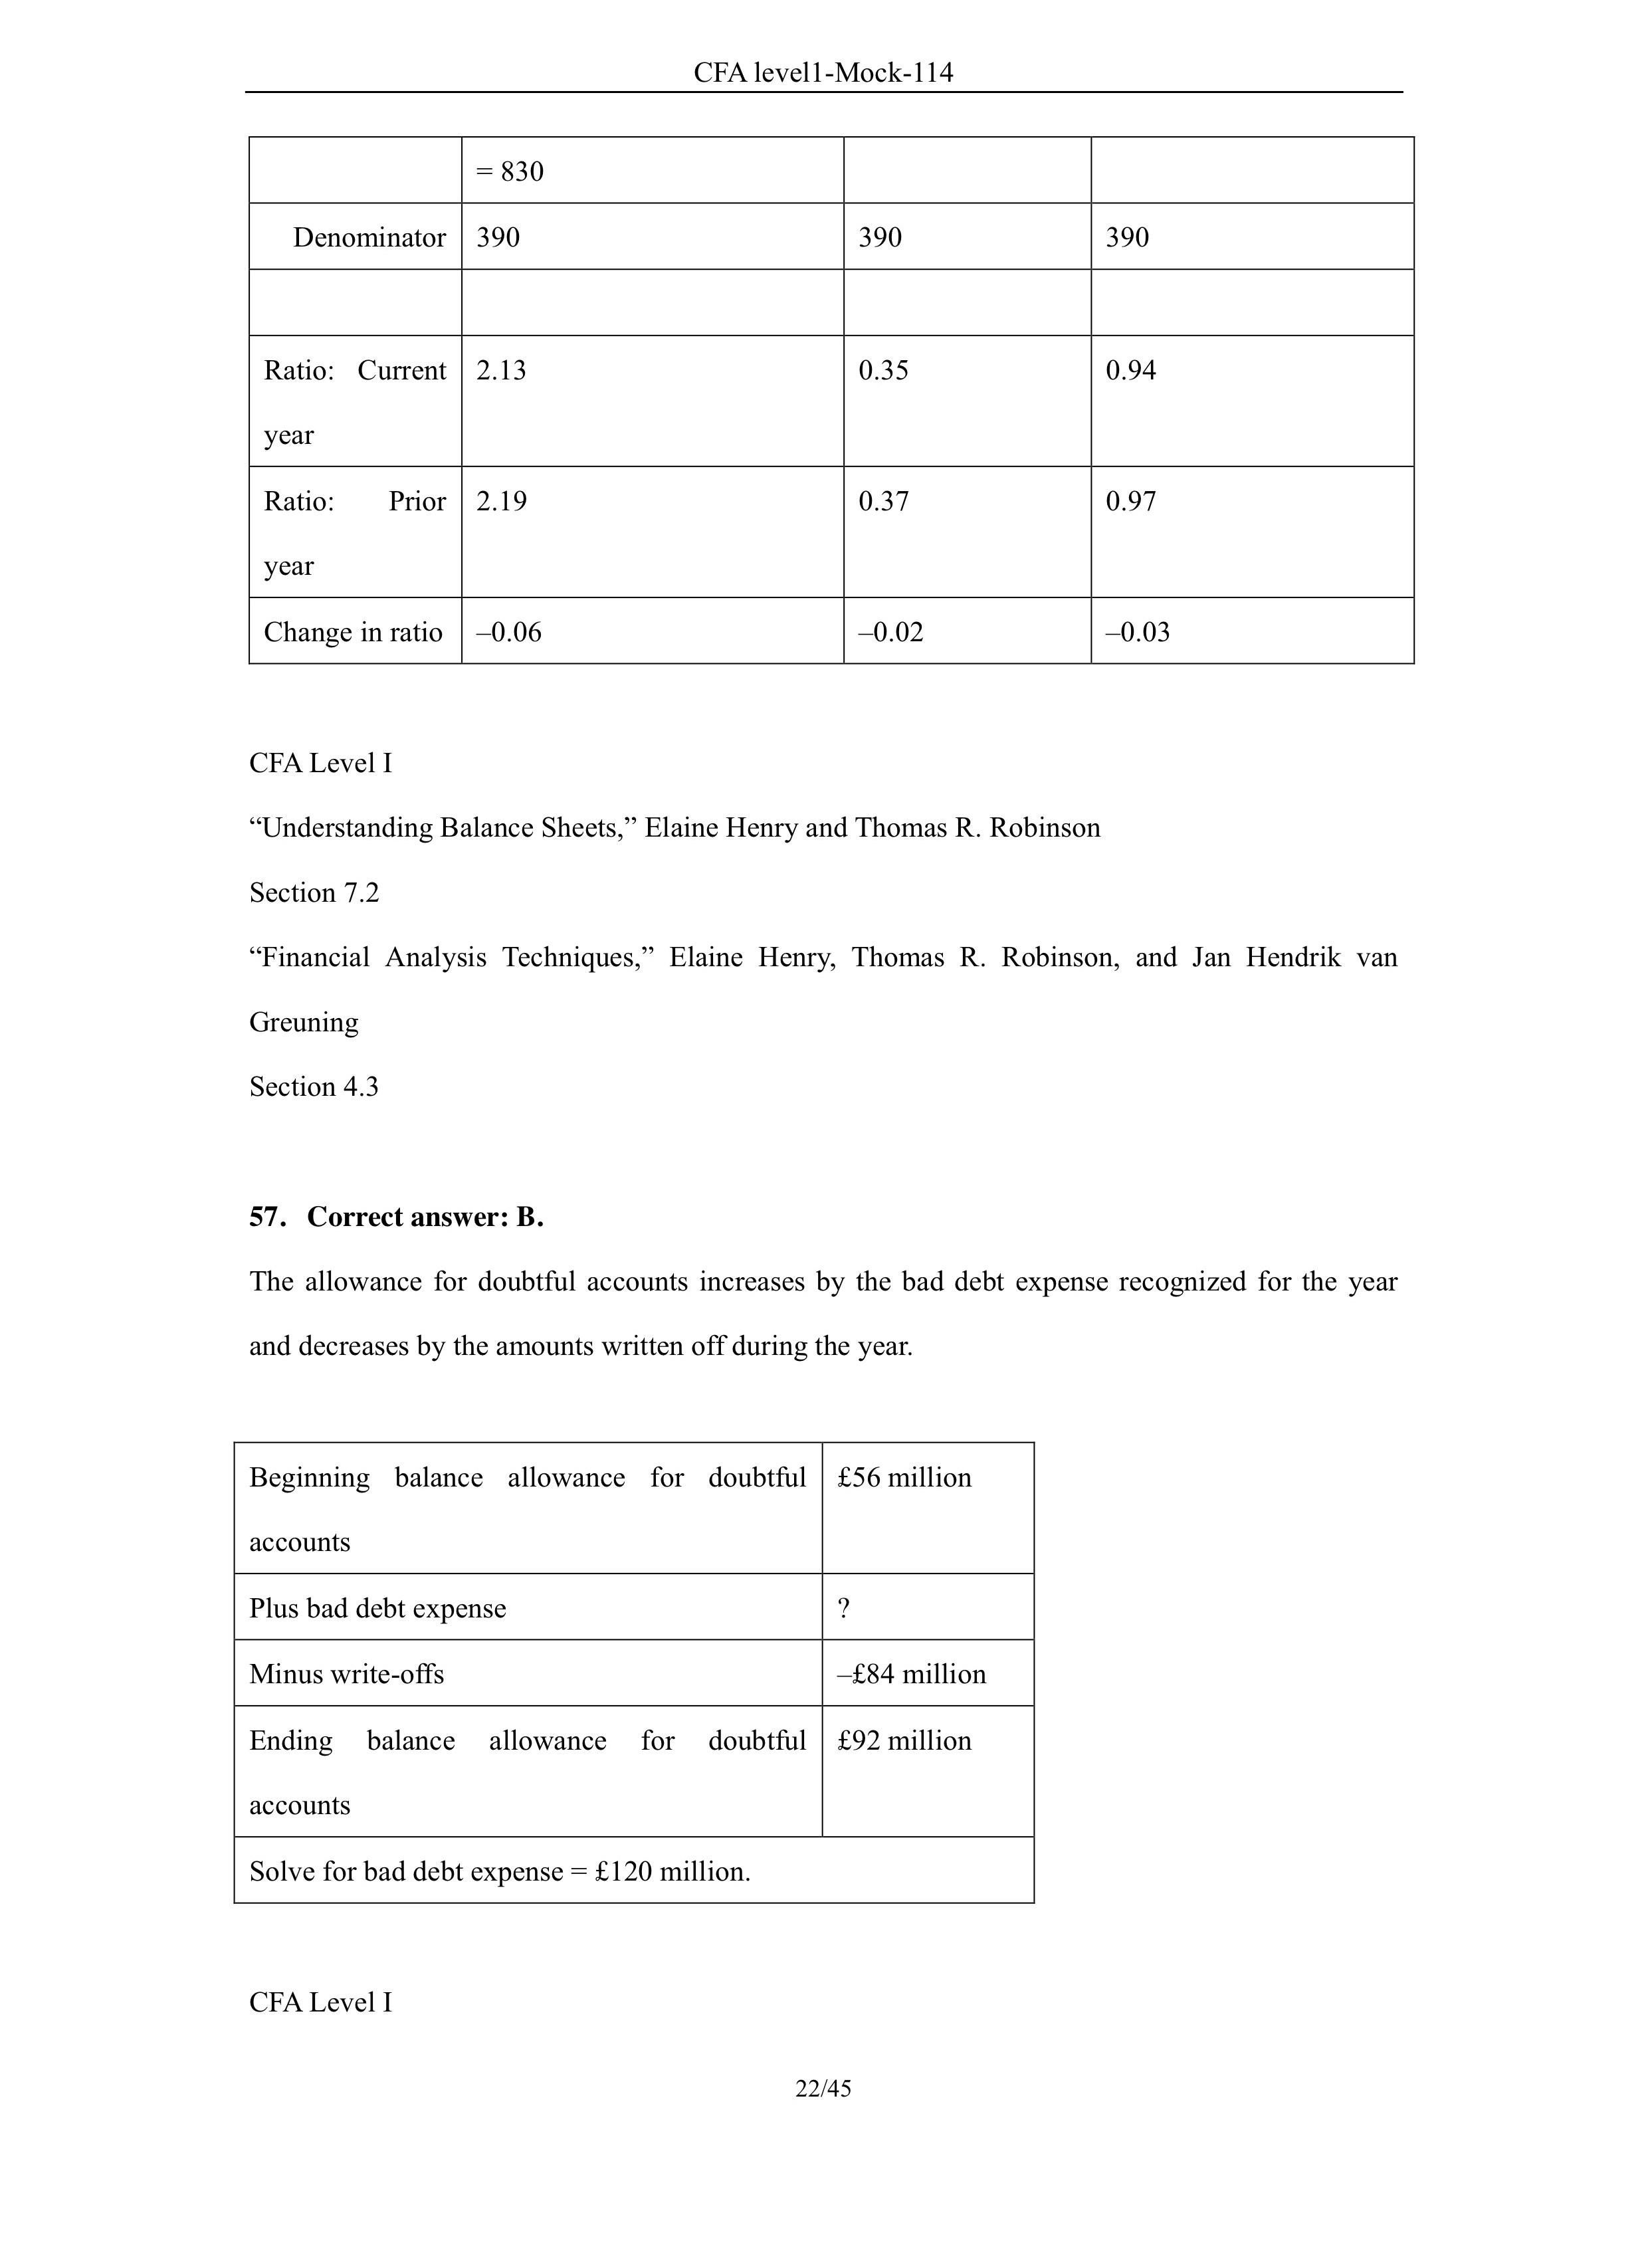 CFA level1-Mock-114
= 830
Denominator 390 390 390
Ratio: Current year 2.13 0.35 0.94
Ratio: Prior year 2.19 0.37 0.97
Change in ratio –0.06 –0.02 –0.03
CFA Level I
“Understanding Balance Sheets,” Elaine Henry and Thomas R. Robinson
Section 7.2
“Financial Analysis Techniques,” Elaine Henry, Thomas R. Robinson, and Jan Hendrik van
Greuning
Section 4.3
57. Correct answer: B.
The allowance for doubtful accounts increases by the bad debt expense recognized for the year
and decreases by the amounts written off during the year.
Beginning balance allowance for doubtful accounts £56 million
Plus bad debt expense ?
Minus write-offs –£84 million
Ending balance allowance for doubtful accounts £92 million
Solve for bad debt expense = £120 million.
CFA Level I
22/45